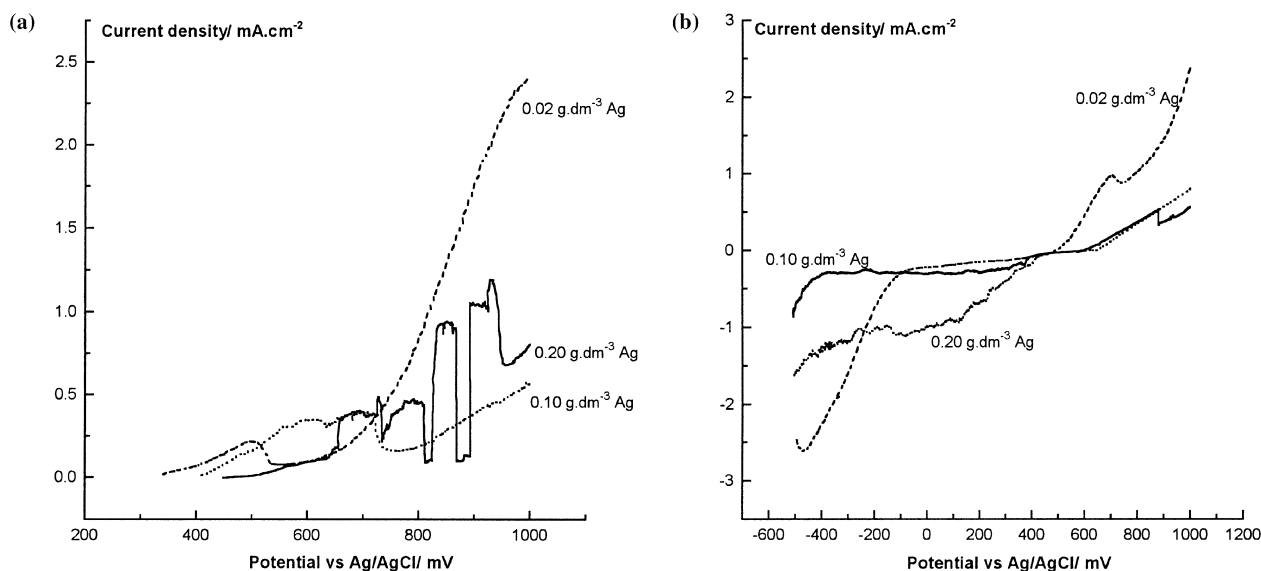 (a)
Current density/ mA.cm⁻²
2.5
2.0
1.5
1.0
0.5
0.0
0.02 g.dm⁻³ Ag
0.20 g.dm⁻³ Ag
0.10 g.dm⁻³ Ag
200 400 600 800 1000
Potential vs Ag/AgCl/ mV
(b)
Current density/ mA.cm⁻²
3
2
1
0
-1
-2
-3
0.02 g.dm⁻³ Ag
0.10 g.dm⁻³ Ag
0.20 g.dm⁻³ Ag
-600 -400 -200 0 200 400 600 800 1000 1200
Potential vs Ag/AgCl/ mV